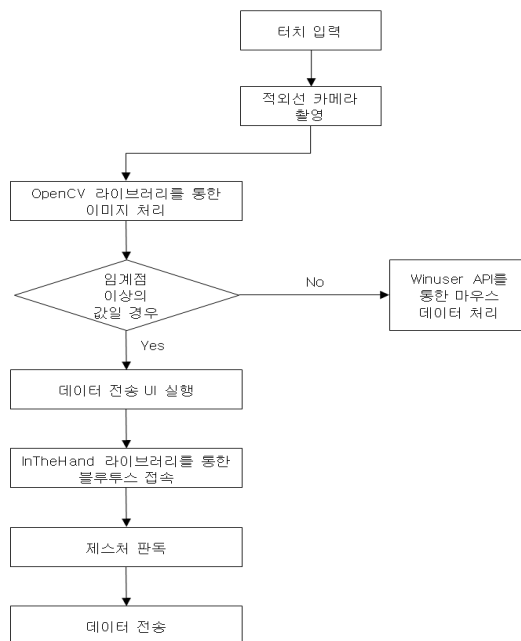 터치 입력
적외선 카메라
촬영
OpenCV 라이브러리를 통한
이미지 처리
임계점
이상의
값일 경우
No
Winuser API를
통한 마우스
데이터 처리
Yes
데이터 전송 UI 실행
InTheHand 라이브러리를 통한
블루투스 접속
제스처 판독
데이터 전송